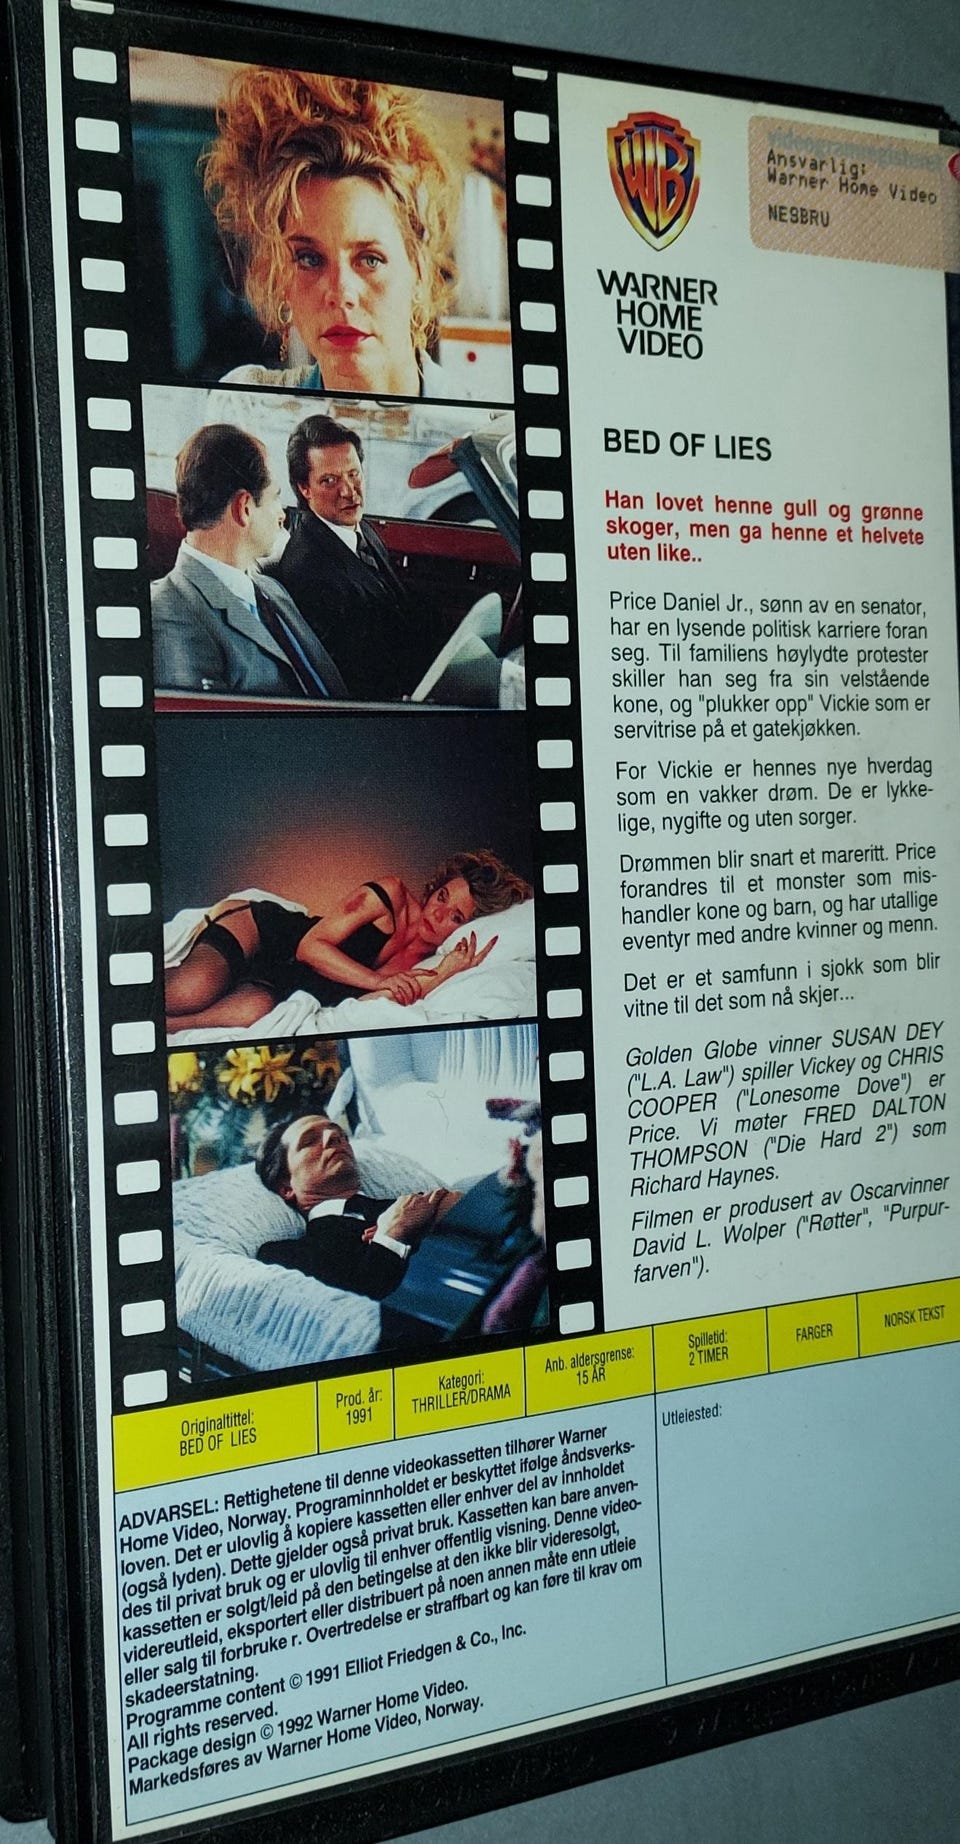 WB
WARNER
HOME
VIDEO
Ansvarlig:
Warner Home Video
NESBRU
BED OF LIES
Han lovet henne gull og grønne
skoger, men ga henne et helvete
uten like..
Price Daniel Jr., sønn av en senator,
har en lysende politisk karriere foran
seg. Til familiens høylydte protester
skiller han seg fra sin velstående
kone, og "plukker opp" Vickie som er
servitrise på et gatekjøkken.
For Vickie er hennes nye hverdag
som en vakker drøm. De er lykke-
lige, nygifte og uten sorger.
Drømmen blir snart et mareritt. Price
forandres til et monster som mis-
handler kone og barn, og har utallige
eventyr med andre kvinner og menn.
Det er et samfunn i sjokk som blir
vitne til det som nå skjer...
Golden Globe vinner SUSAN DEY
("L.A. Law") spiller Vickey og CHRIS
COOPER ("Lonesome Dove") er
Price. Vi møter FRED DALTON
THOMPSON ("Die Hard 2") som
Richard Haynes.
Filmen er produsert av Oscarvinner
David L. Wolper ("Røtter", "Purpur-
farven").
Originaltittel:
BED OF LIES
Prod. år:
1991
Kategori:
THRILLER/DRAMA
Anb. aldersgrense:
15 ÅR
Spilletid:
2 TIMER
FARGER
NORSK TEKST
ADVARSEL: Rettighetene til denne videokassetten tilhører Warner
Home Video, Norway. Programinnholdet er beskyttet ifølge åndsverks-
loven. Det er ulovlig å kopiere kassetten eller enhver del av innholdet
(også lyden). Dette gjelder også privat bruk. Kassetten kan bare anven-
des til privat bruk og er ulovlig til enhver offentlig visning. Denne video-
kassetten er solgt/leid på den betingelse at den ikke blir videresolgt,
videreutleid, eksportert eller distribuert på noen annen måte enn utleie
eller salg til forbruke r. Overtredelse er straffbart og kan føre til krav om
skadeerstatning.
Programme content © 1991 Elliot Friedgen & Co., Inc.
All rights reserved.
Package design © 1992 Warner Home Video.
Markedsføres av Warner Home Video, Norway.
Utleiested: